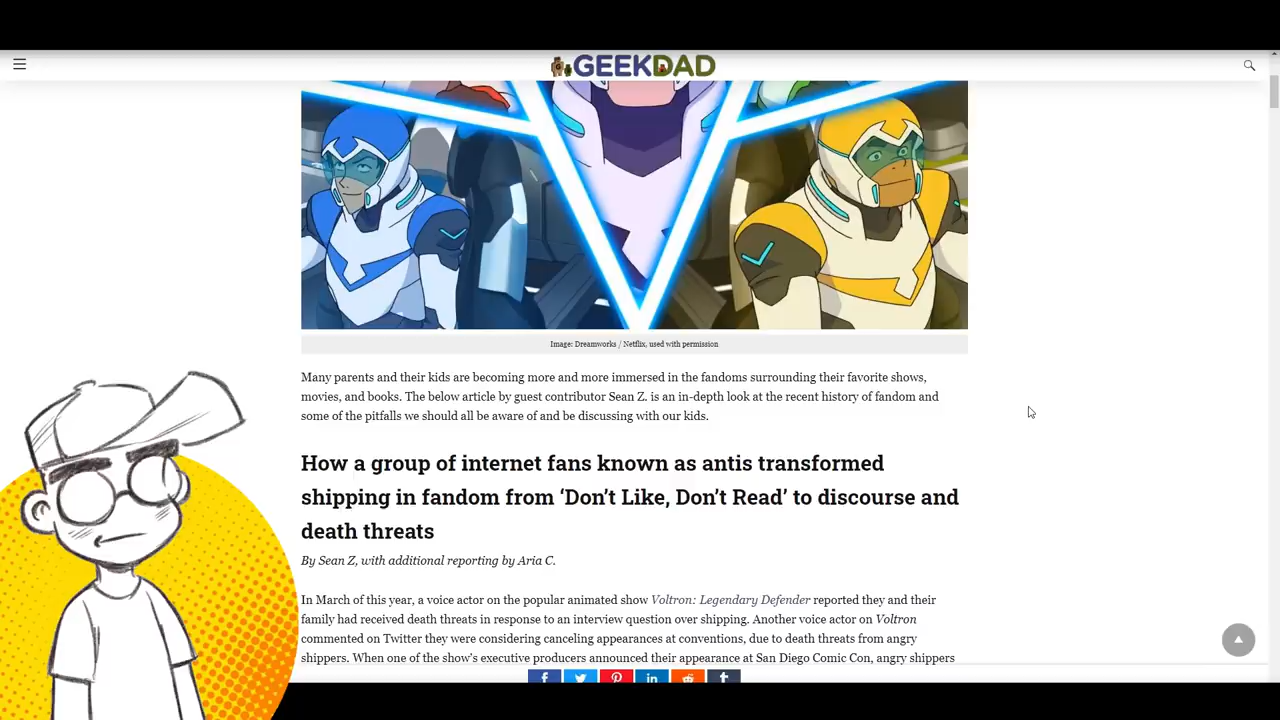 GEEKDAD
Image: Dreamworks / Netflix, used with permission
Many parents and their kids are becoming more and more immersed in the fandoms surrounding their favorite shows,
movies, and books. The below article by guest contributor Sean Z. is an in-depth look at the recent history of fandom and
some of the pitfalls we should all be aware of and be discussing with our kids.
How a group of internet fans known as antis transformed
shipping in fandom from ‘Don’t Like, Don’t Read’ to discourse and
death threats
By Sean Z, with additional reporting by Aria C.
In March of this year, a voice actor on the popular animated show Voltron: Legendary Defender reported they and their
family had received death threats in response to an interview question over shipping. Another voice actor on Voltron
commented on Twitter they were considering canceling appearances at conventions, due to death threats from angry
shippers. When one of the show’s executive producers announced their appearance at San Diego Comic Con, angry shippers